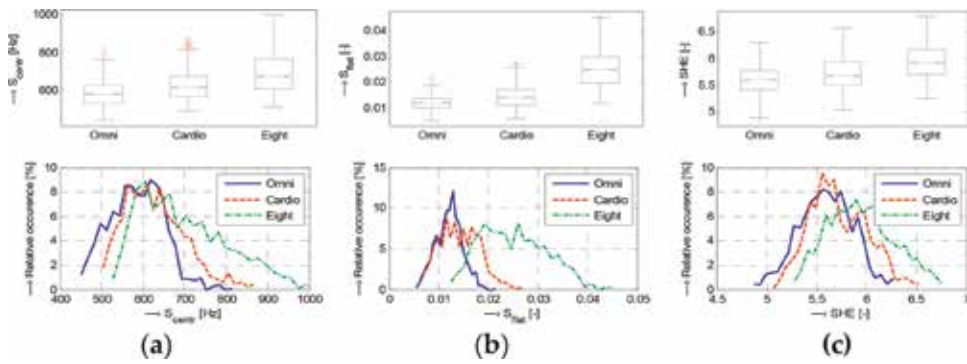 → S_centr [Hz]
1000
800
600
Omni
Cardio
Eight
→ S_flat [-]
0.04
0.03
0.02
0.01
Omni
Cardio
Eight
→ SHE [-]
6.5
6
5.5
5
Omni
Cardio
Eight
→ Relative occurence [%]
10
8
6
4
2
0
Omni
Cardio
Eight
400
500
600
700
800
900
1000
→ S_centr [Hz]
→ Relative occurence [%]
15
10
5
0
Omni
Cardio
Eight
0
0.01
0.02
0.03
0.04
0.05
→ S_flat [-]
→ Relative occurence [%]
10
8
6
4
2
0
Omni
Cardio
Eight
4.5
5
5.5
6
6.5
7
→ SHE [-]
(a)
(b)
(c)